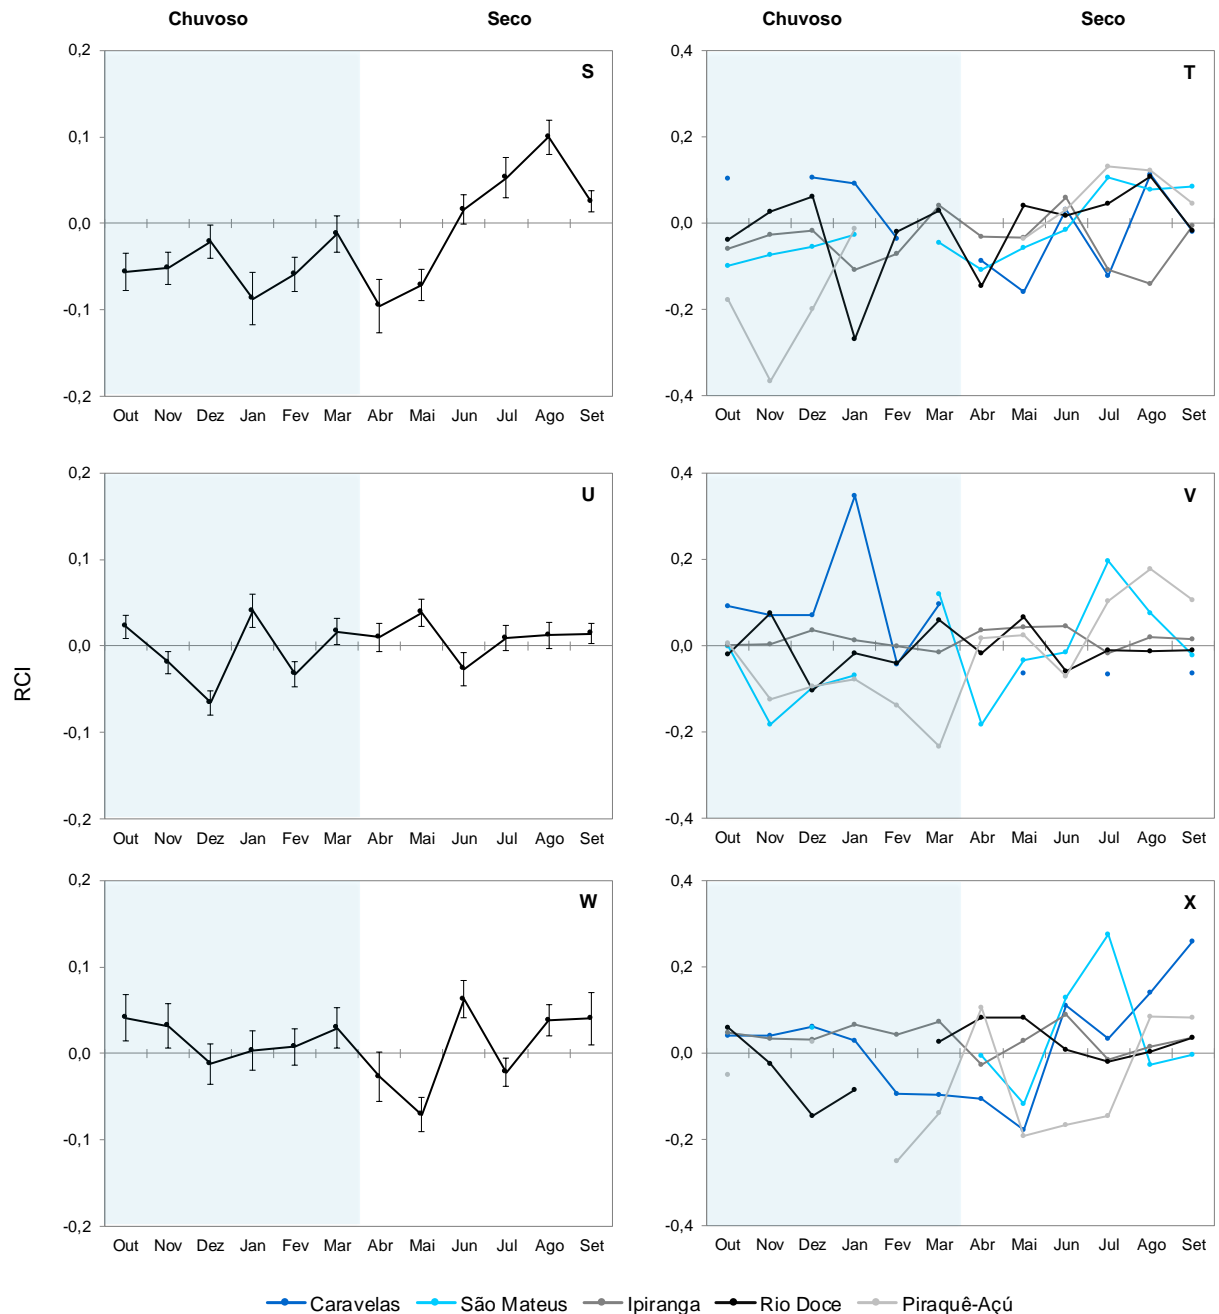 Chuvoso Seco
0,2 S 0,4 T
0,1 0,2
0,0 0,0
-0,1 -0,2
-0,2 -0,4
Out Nov Dez Jan Fev Mar Abr Mai Jun Jul Ago Set Out Nov Dez Jan Fev Mar Abr Mai Jun Jul Ago Set
0,2 U 0,4 V
0,1 0,2
0,0 0,0
RCI
-0,1 -0,2
-0,2 -0,4
Out Nov Dez Jan Fev Mar Abr Mai Jun Jul Ago Set Out Nov Dez Jan Fev Mar Abr Mai Jun Jul Ago Set
0,2 W 0,4 X
0,1 0,2
0,0 0,0
-0,1 -0,2
-0,2 -0,4
Out Nov Dez Jan Fev Mar Abr Mai Jun Jul Ago Set Out Nov Dez Jan Fev Mar Abr Mai Jun Jul Ago Set
Caravelas São Mateus Ipiranga Rio Doce Piraquê-Açú
Chuvoso Seco